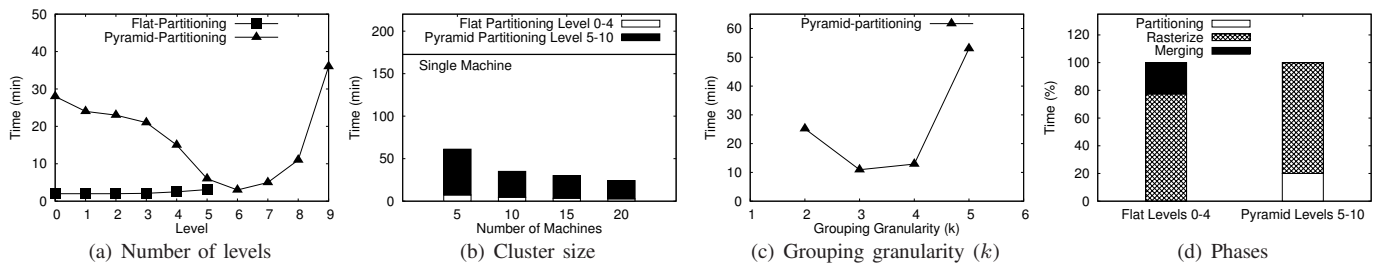 Flat-Partitioning
Pyramid-Partitioning
Time (min)
50
40
30
20
10
0
0 1 2 3 4 5 6 7 8 9
Level
(a) Number of levels
Flat Partitioning Level 0-4
Pyramid Partitioning Level 5-10
Single Machine
Time (min)
200
150
100
50
0
5 10 15 20
Number of Machines
(b) Cluster size
Pyramid-partitioning
Time (min)
60
50
40
30
20
10
0
1 2 3 4 5 6
Grouping Granularity (k)
(c) Grouping granularity (k)
Partitioning
Rasterize
Merging
Time (%)
120
100
80
60
40
20
0
Flat Levels 0-4 Pyramid Levels 5-10
(d) Phases